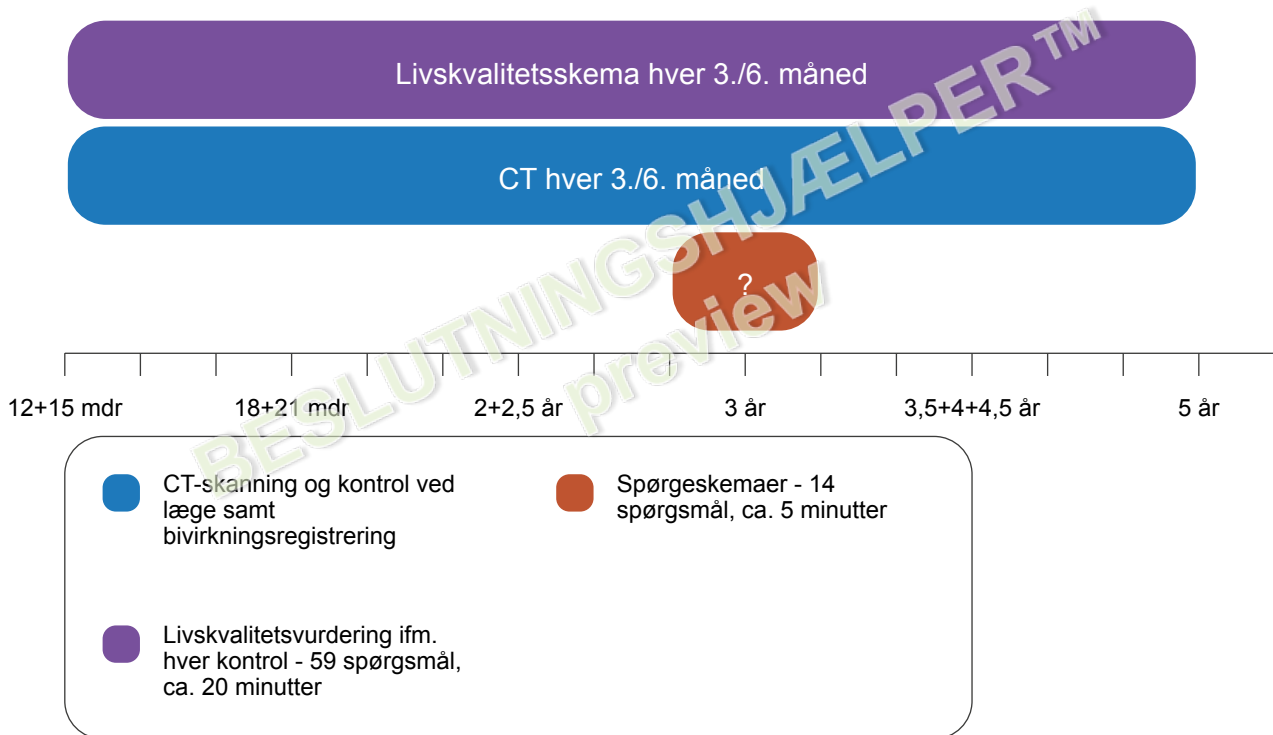 Livskvalitetsskema hver 3./6. måned
CT hver 3./6. måned
?
12+15 mdr
18+21 mdr
2+2,5 år
3 år
3,5+4+4,5 år
5 år
CT-skanning og kontrol ved
læge samt
bivirkningsregistrering
Spørgeskemaer - 14
spørgsmål, ca. 5 minutter
Livskvalitetsvurdering ifm.
hver kontrol - 59 spørgsmål,
ca. 20 minutter
BESLUTNINGSHJÆLPER™
preview